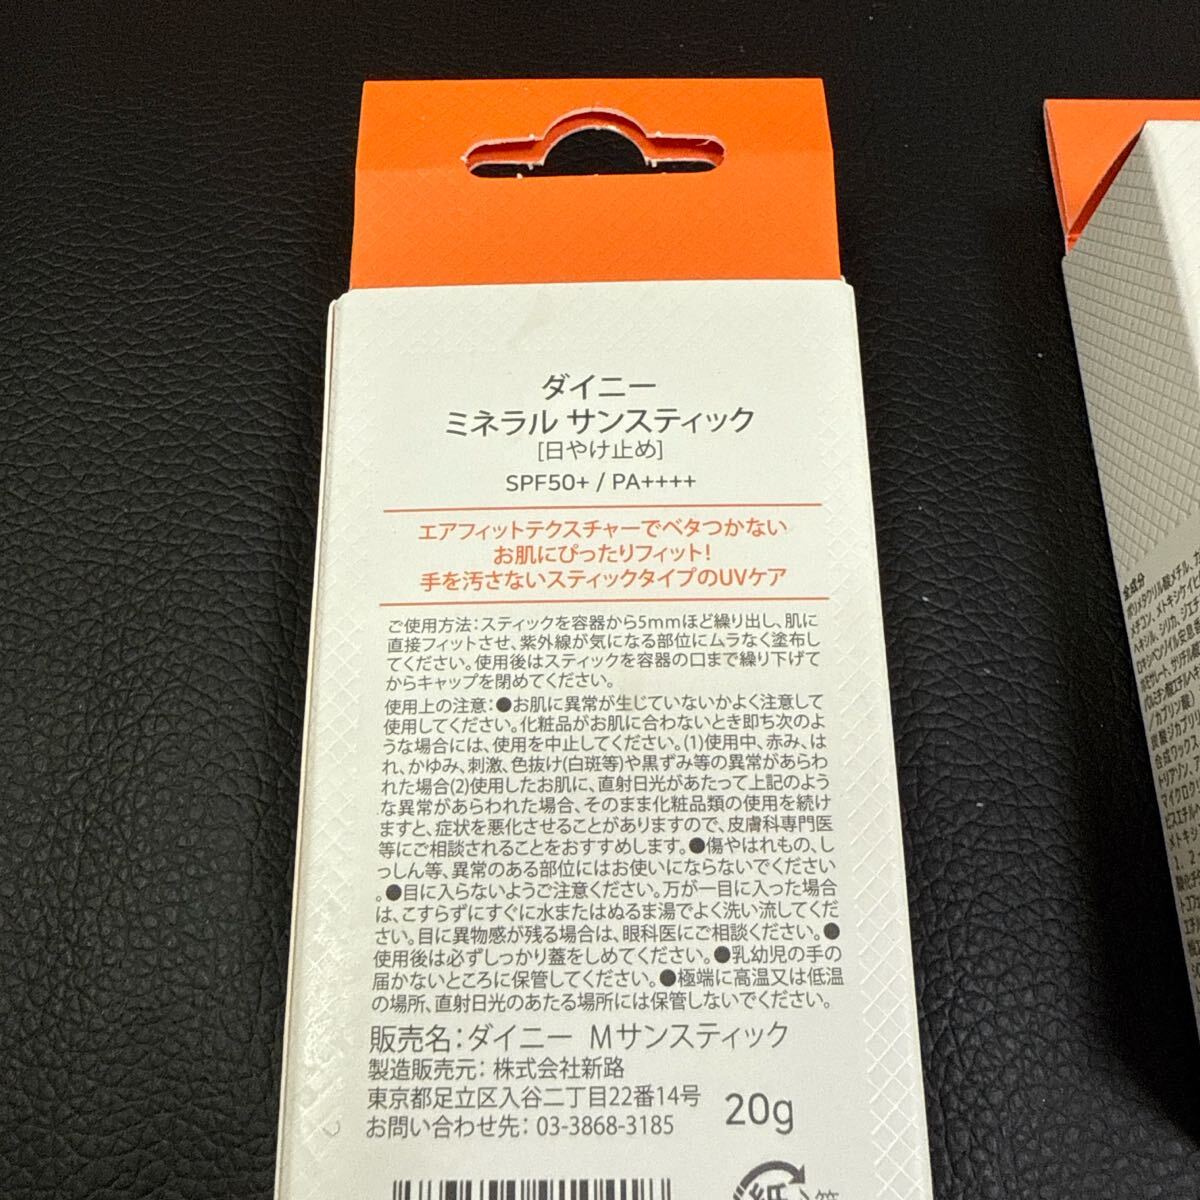 ダイニー
ミネラル サンスティック
[日やけ止め]
SPF50+ / PA++++
エアフィットテクスチャーでベタつかない
お肌にぴったりフィット！
手を汚さないスティックタイプのUVケア
ご使用方法：スティックを容器から5mmほど繰り出し、肌に
直接フィットさせ、紫外線が気になる部位にムラなく塗布し
てください。使用後はスティックを容器の口まで繰り下げて
からキャップを閉めてください。
使用上の注意：●お肌に異常が生じていないかよく注意して
使用してください。化粧品がお肌に合わないとき即ち次のよ
うな場合には、使用を中止してください。(1)使用中、赤み、は
れ、かゆみ、刺激、色抜け(白斑等)や黒ずみ等の異常があらわ
れた場合(2)使用したお肌に、直射日光があたって上記のよう
な異常があらわれた場合、そのまま化粧品類の使用を続け
ますと、症状を悪化させることがありますので、皮膚科専門医
等にご相談されることをおすすめします。●傷やはれもの、し
っしん等、異常のある部位にはお使いにならないでください
。●目に入らないようご注意ください。万が一目に入った場合
は、こすらずにすぐに水またはぬるま湯でよく洗い流してくだ
さい。目に異物感が残る場合は、眼科医にご相談ください。●
使用後は必ずしっかり蓋をしめてください。●乳幼児の手の
届かないところに保管してください。●極端に高温又は低温
の場所、直射日光のあたる場所には保管しないでください。
販売名：ダイニー Mサンスティック
製造販売元：株式会社新路
東京都足立区入谷二丁目22番14号
お問い合わせ先：03-3868-3185
20g
紙
全成分